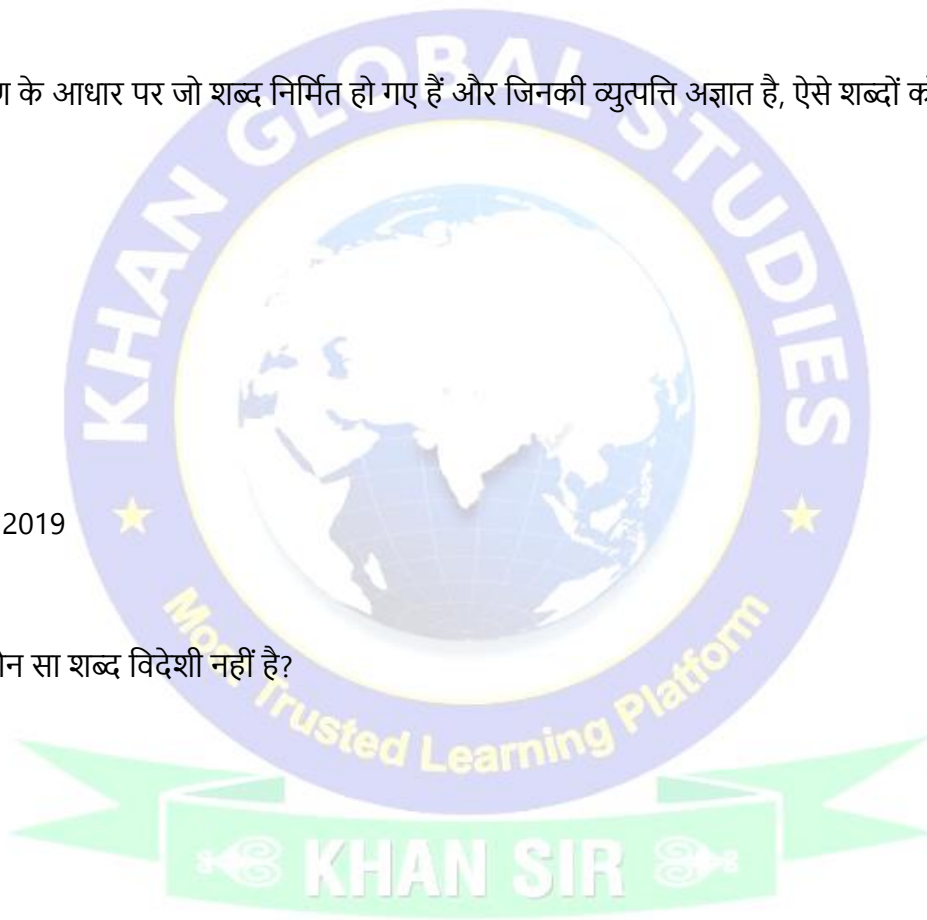 के आधार पर जो शब्द निर्मित हो गए हैं और जिनकी व्युत्पत्ति अज्ञात है, ऐसे शब्दों
KHAN GLOBAL STUDIES
2019
सा शब्द विदेशी नहीं है?
Most Trusted Learning Platform
KHAN SIR